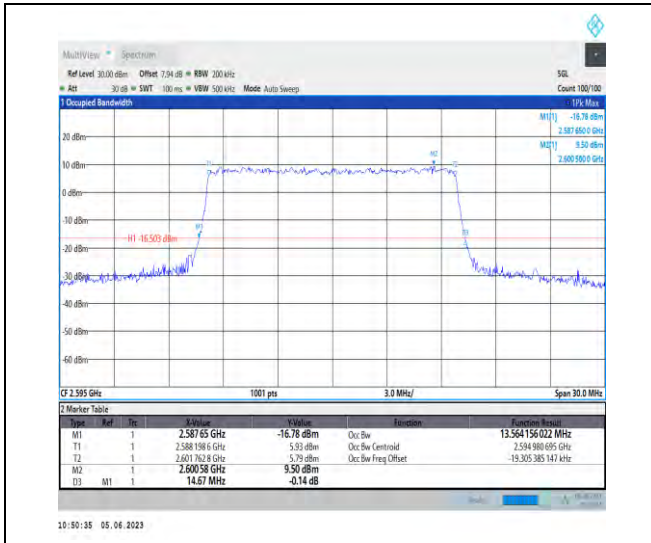 MultiView Spectrum
Ref Level 30.00 dBm Offset 7.94 dB RBW 200 kHz SGL
Att 30 dB SWT 100 ms VBW 500 kHz Mode Auto Sweep Count 100/100
1 Occupied Bandwidth 1Pk Max
M1[1] -16.78 dBm
2.587 650 0 GHz
M2[1] 9.50 dBm
2.600 580 0 GHz
20 dBm
M2
T1 T2
10 dBm
0 dBm
-10 dBm
M1
H1 -16.503 dBm
D3
-20 dBm
-30 dBm
-40 dBm
-50 dBm
-60 dBm
CF 2.595 GHz 1001 pts 3.0 MHz/ Span 30.0 MHz
2 Marker Table
Type Ref Trc X-Value Y-Value Function Function Result
M1 1 2.587 65 GHz -16.78 dBm Occ Bw 13.564 156 022 MHz
T1 1 2.588 198 6 GHz 5.93 dBm Occ Bw Centroid 2.594 980 695 GHz
T2 1 2.601 762 8 GHz 5.79 dBm Occ Bw Freq Offset -19.305 385 147 kHz
M2 1 2.600 58 GHz 9.50 dBm
D3 M1 1 14.67 MHz -0.14 dB
10:50:35 05.06.2023